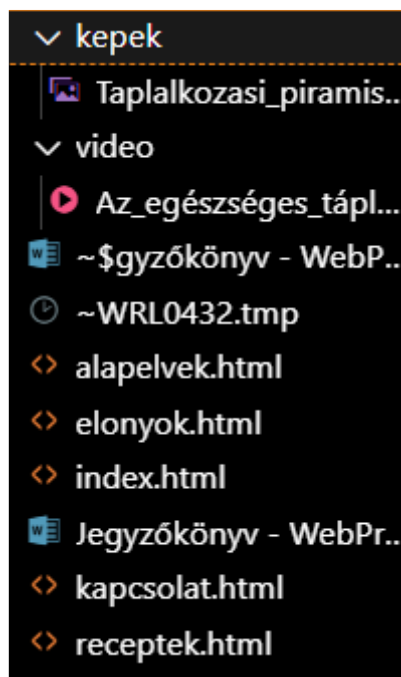 kepek
Taplalkozasi_piramis...
video
Az_egészséges_tápl...
~$gyzőkönyv - WebP...
~WRL0432.tmp
alapelvek.html
elonyok.html
index.html
Jegyzőkönyv - WebPr...
kapcsolat.html
receptek.html